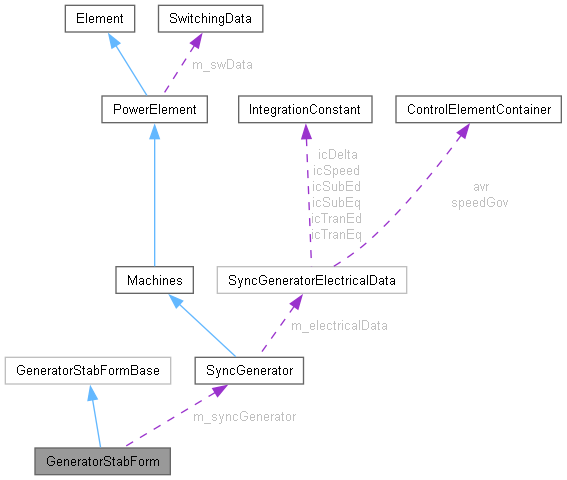 Element
SwitchingData
m_swData
PowerElement
IntegrationConstant
ControlElementContainer
icDelta
icSpeed
icSubEd
icSubEq
icTranEd
icTranEq
avr
speedGov
Machines
SyncGeneratorElectricalData
m_electricalData
GeneratorStabFormBase
SyncGenerator
m_syncGenerator
GeneratorStabForm